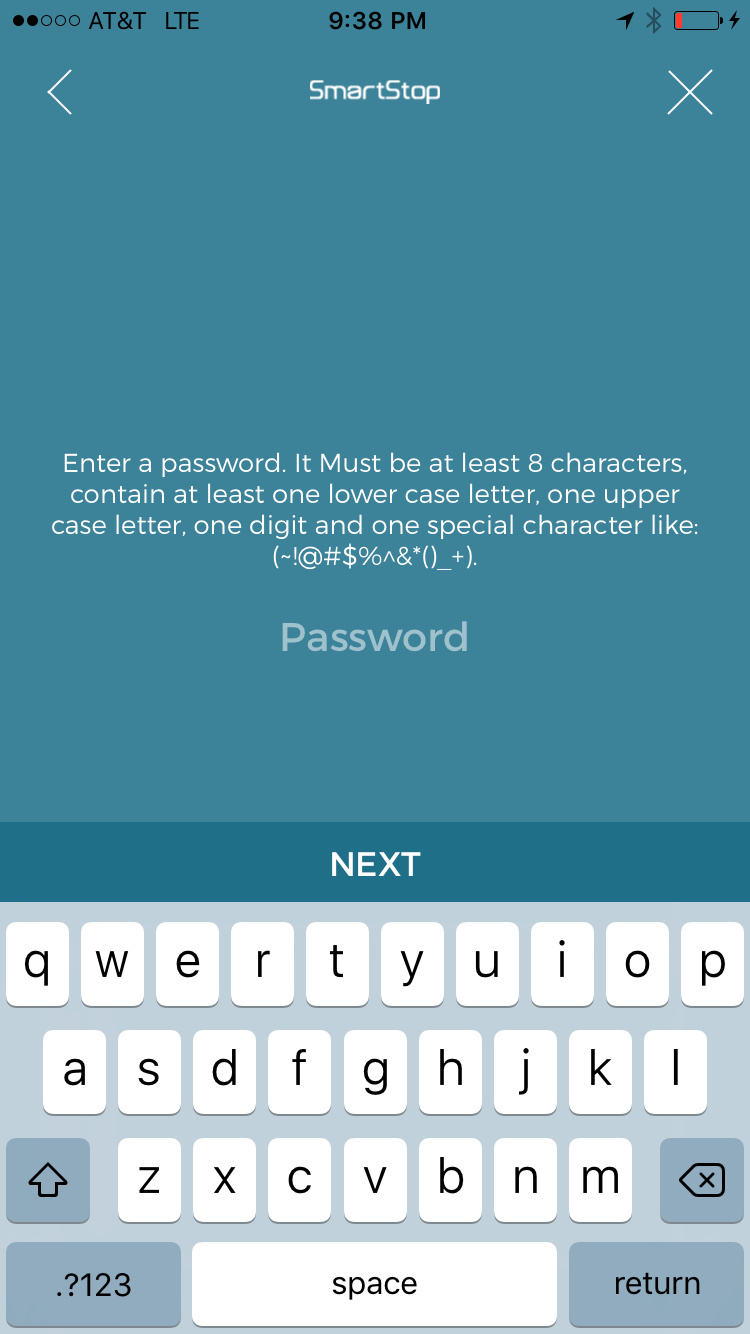 AT&T LTE 9:38 PM
SmartStop
Enter a password. It Must be at least 8 characters,
contain at least one lower case letter, one upper
case letter, one digit and one special character like:
(~!@#$%^&*()_+).
Password
NEXT
q w e r t y u i o p
a s d f g h j k l
z x c v b n m
.?123 space return